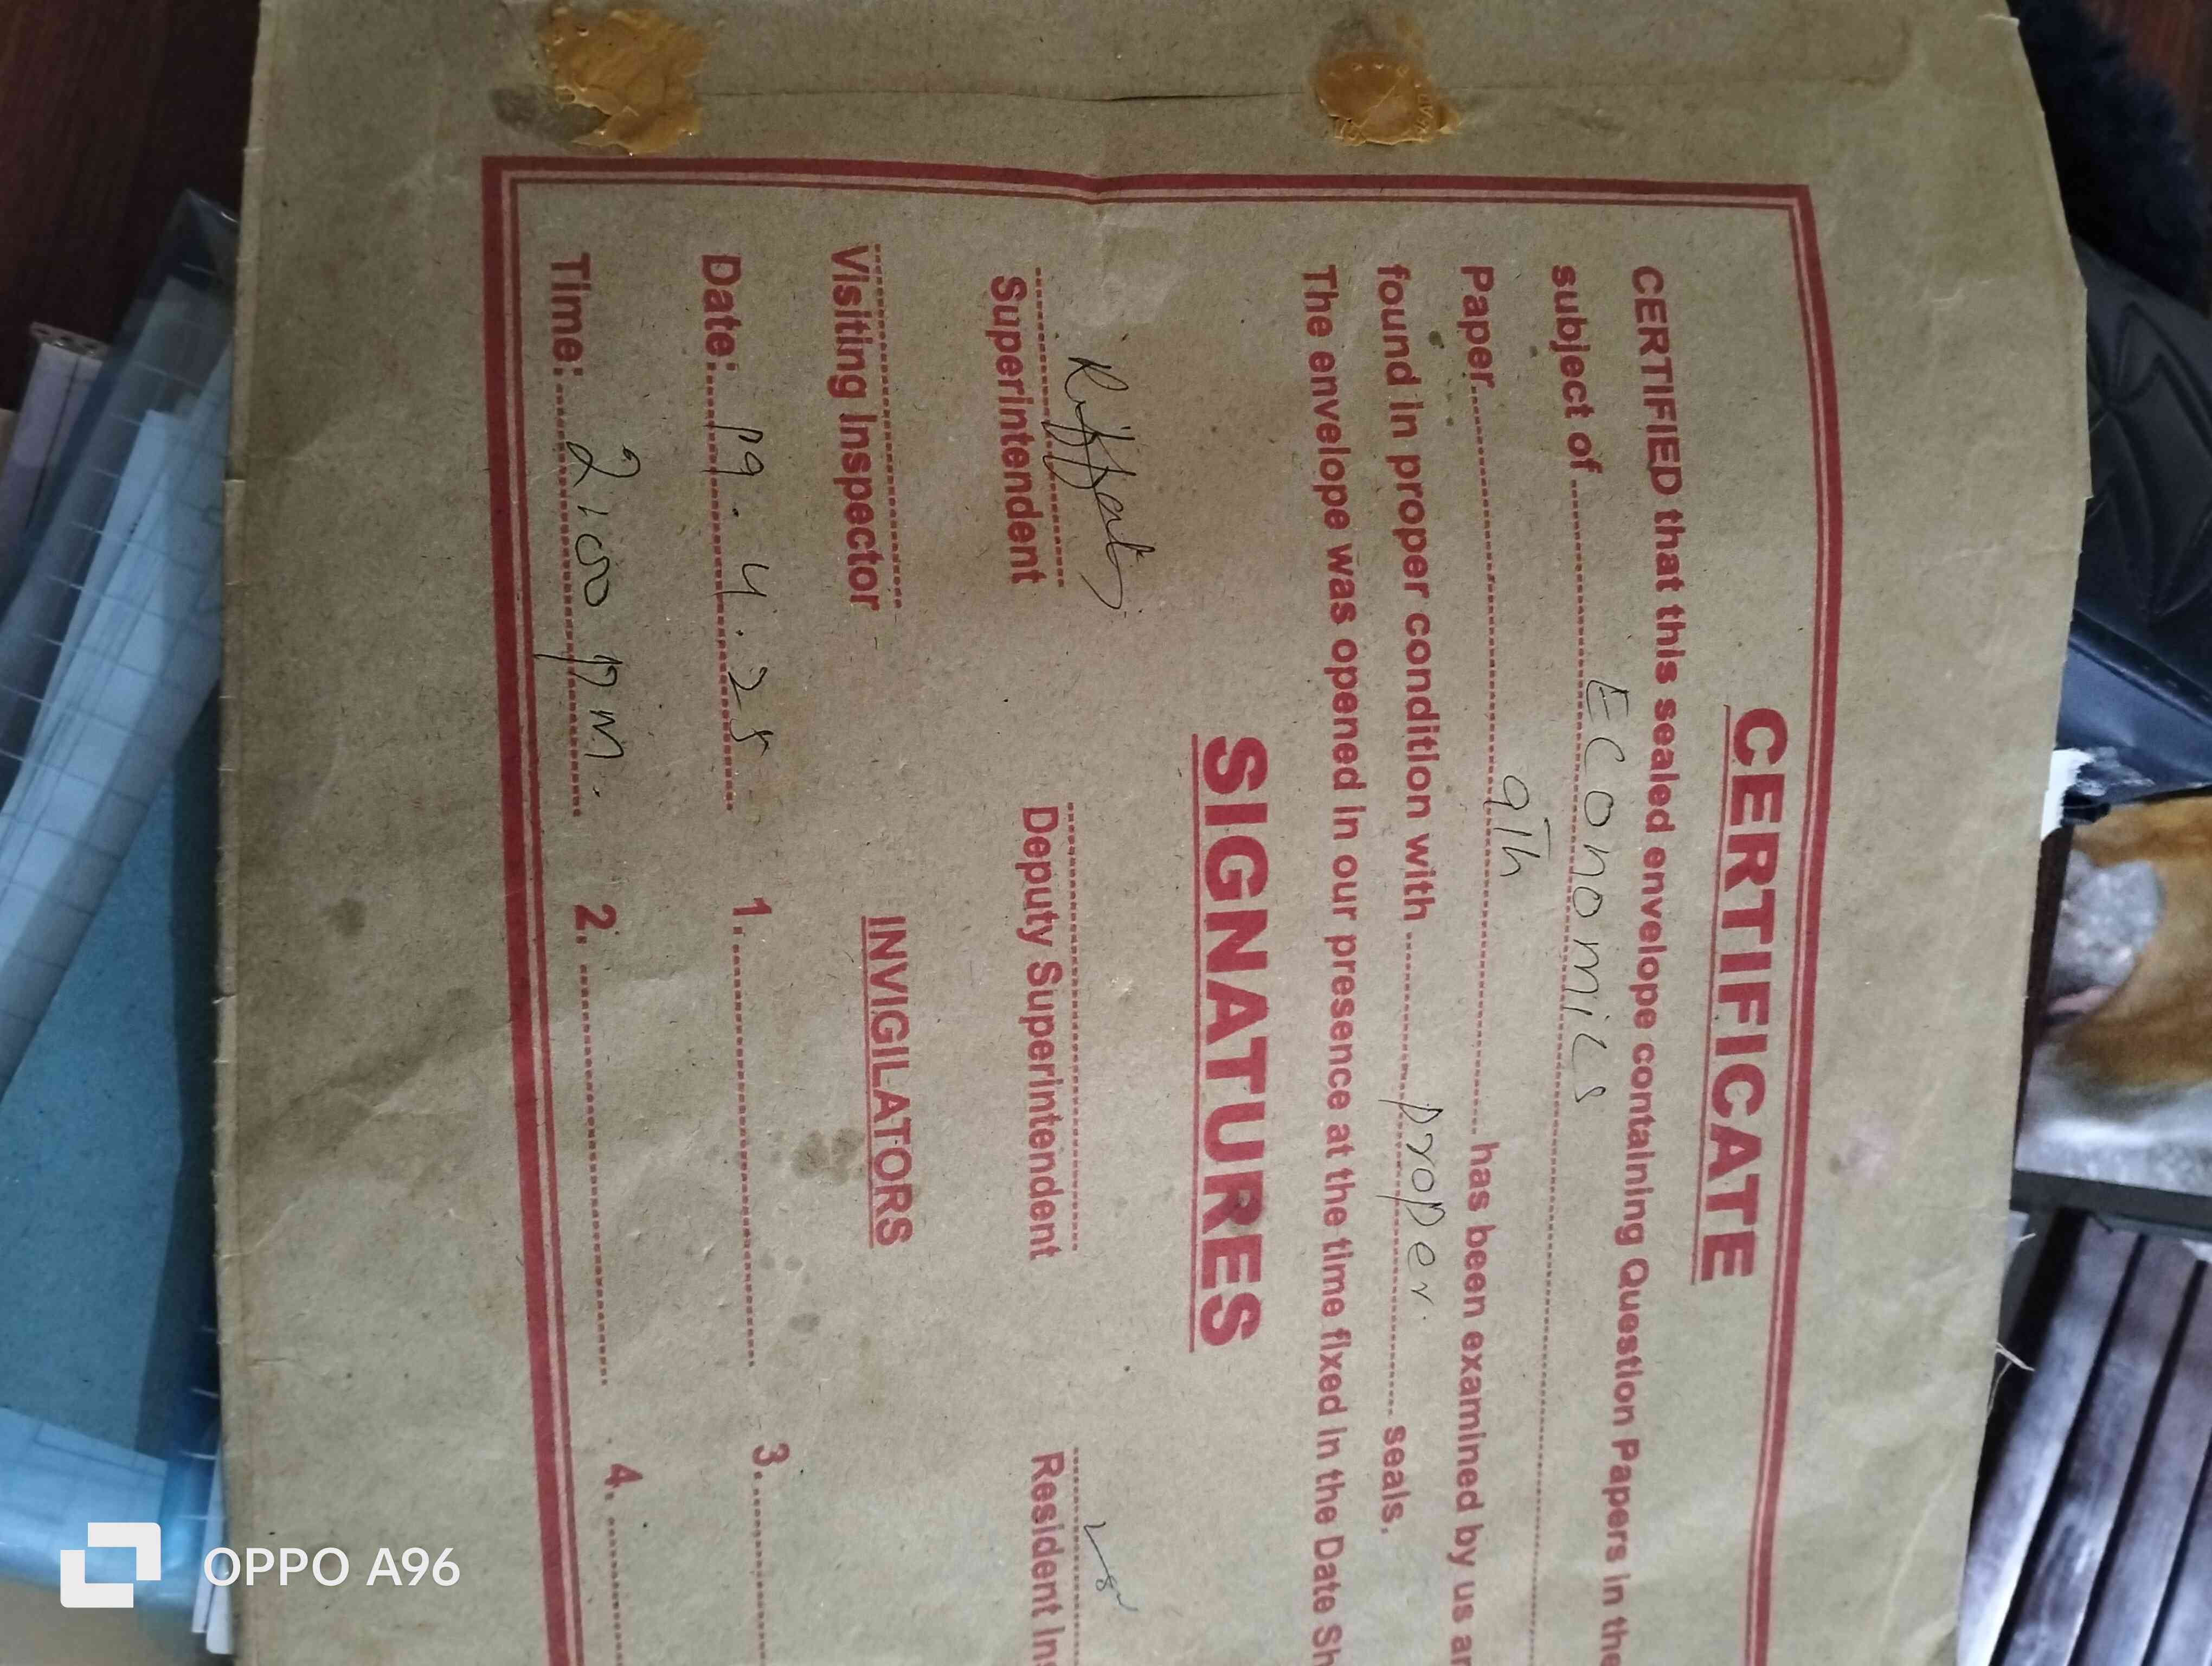 CERTIFICATE
CERTIFIED that this sealed envelope containing Question Papers in the
subject of Economics
Paper 9th has been examined by us
found in proper condition with proper seals.
The envelope was opened in our presence at the time fixed in the Date
SIGNATURES
Riffat
Superintendent Deputy Superintendent Resident
Visiting Inspector INVIGILATORS
Date: 19.4.25 1. 3.
Time: 2:00 pm. 2. 4.
OPPO A96